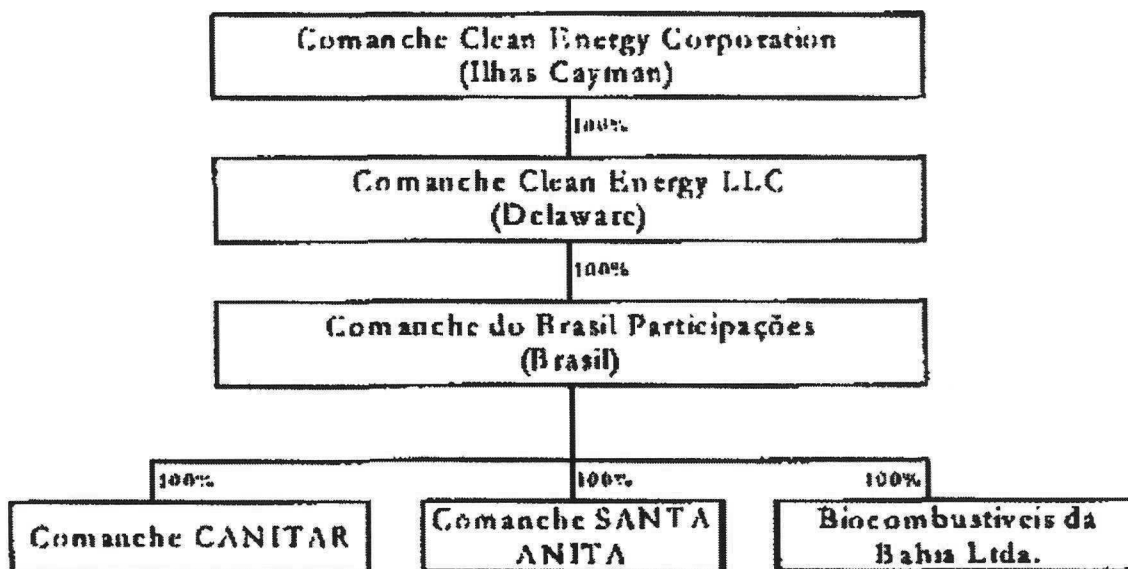 Comanche Clean Energy Corporation
(Ilhas Cayman)
100%
Comanche Clean Energy LLC
(Delaware)
100%
Comanche do Brasil Participações
(Brasil)
100%
100%
100%
Comanche CANITAR
Comanche SANTA
ANITA
Biocombustíveis da
Bahia Ltda.